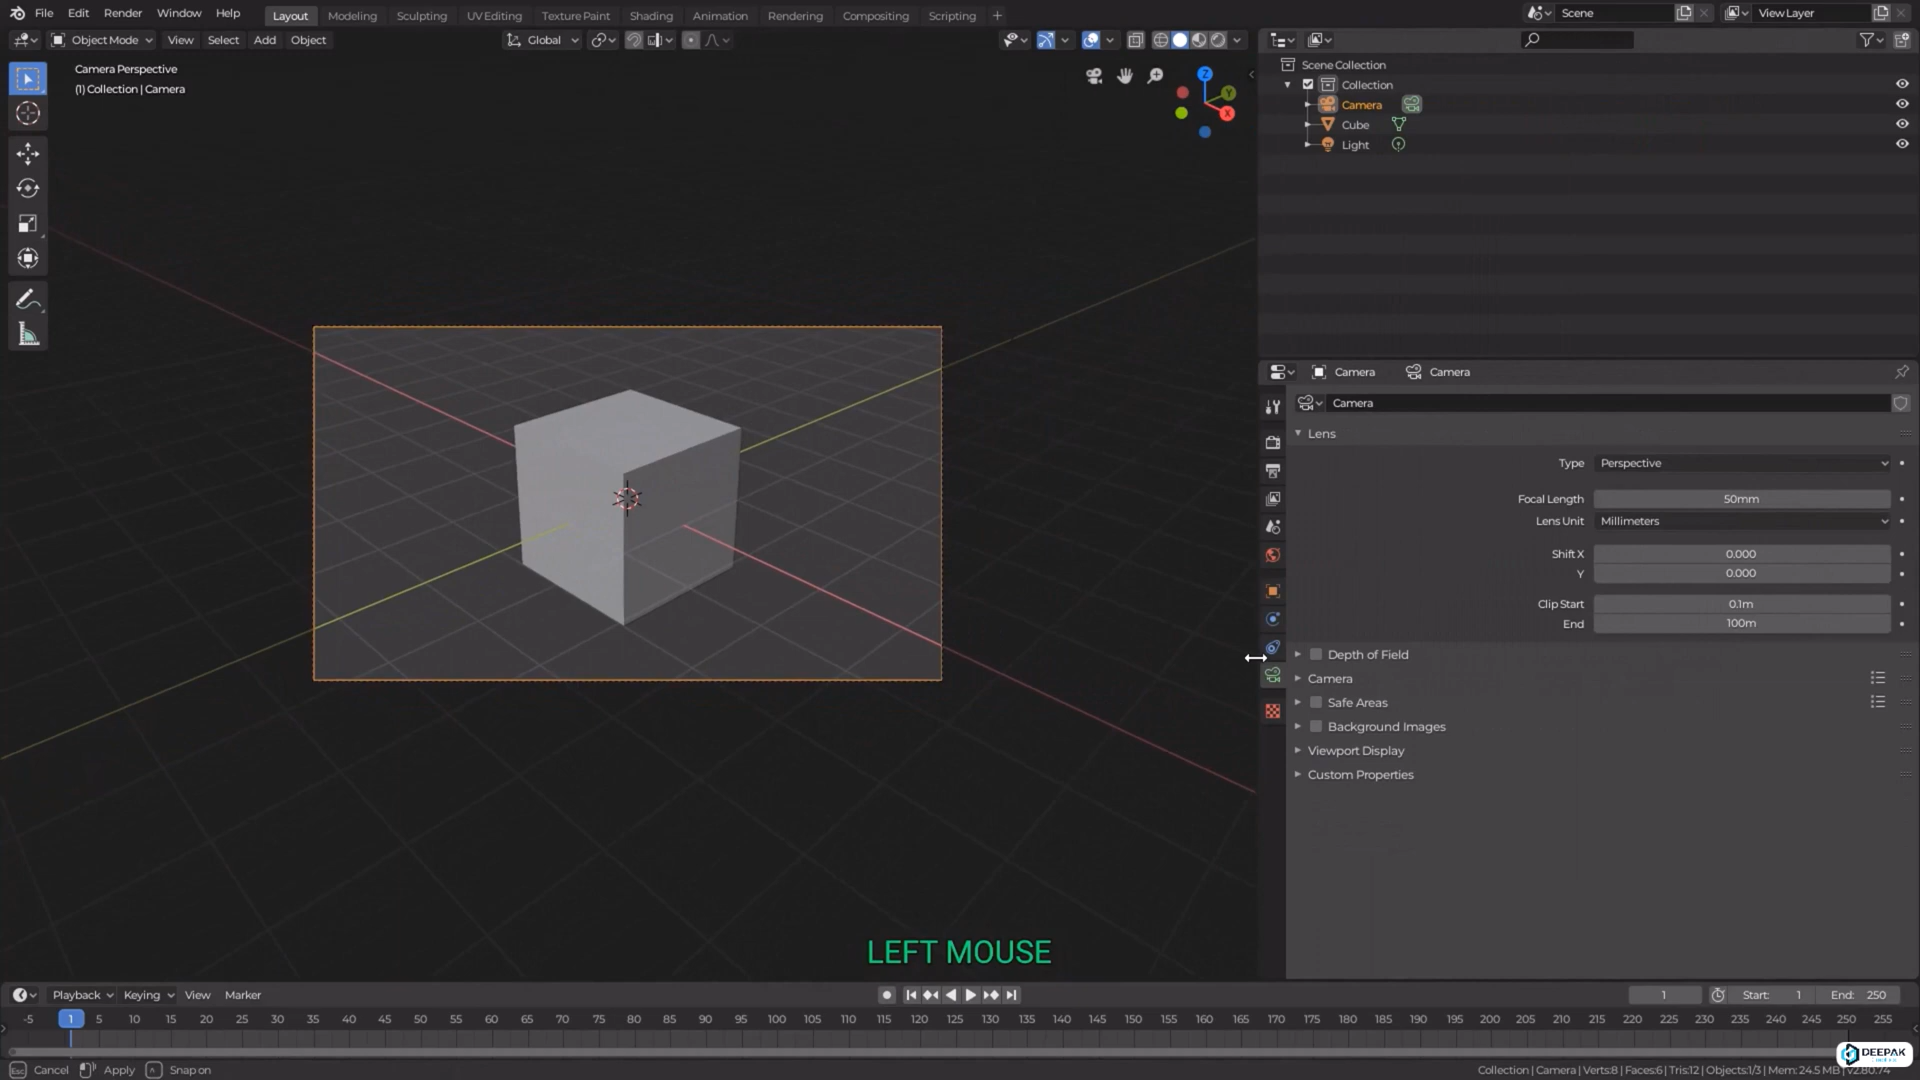 File Edit Render Window Help Layout Modeling Sculpting UV Editing Texture Paint Shading Animation Rendering Compositing Scripting + Scene View Layer
Object Mode View Select Add Object Global
Camera Perspective
(1) Collection | Camera
Z
Y
X
Scene Collection
Collection
Camera
Cube
Light
Camera Camera
Camera
Lens
Type Perspective
Focal Length 50mm
Lens Unit Millimeters
Shift X 0.000
Y 0.000
Clip Start 0.1m
End 100m
Depth of Field
Camera
Safe Areas
Background Images
Viewport Display
Custom Properties
LEFT MOUSE
Playback Keying View Marker 1 Start: 1 End: 250
-5 1 5 10 15 20 25 30 35 40 45 50 55 60 65 70 75 80 85 90 95 100 105 110 115 120 125 130 135 140 145 150 155 160 165 170 175 180 185 190 195 200 205 210 215 220 225 230 235 240 245 250 255
DEEPAK
Esc Cancel Apply Snap on Collection | Camera | Verts:8 | Faces:6 | Tris:12 | Objects:1/3 | Mem: 24.5 MB | v2.80.74